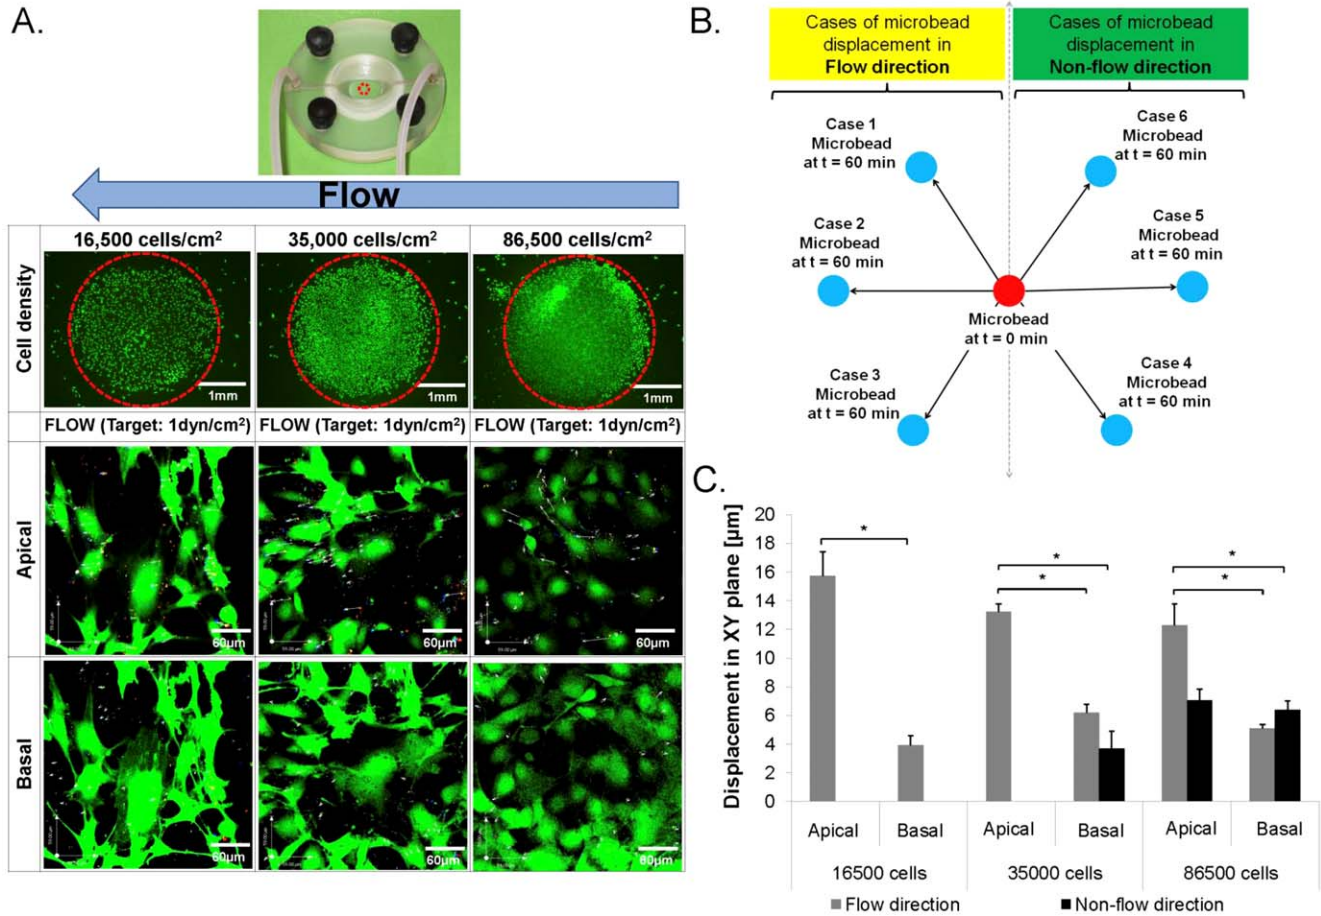 A.
Flow
16,500 cells/cm²
35,000 cells/cm²
86,500 cells/cm²
Cell density
1mm
1mm
1mm
FLOW (Target: 1dyn/cm²)
FLOW (Target: 1dyn/cm²)
FLOW (Target: 1dyn/cm²)
Apical
60µm
60µm
60µm
Basal
60µm
60µm
60µm
B.
Cases of microbead
displacement in
Flow direction
Cases of microbead
displacement in
Non-flow direction
Case 1
Microbead
at t = 60 min
Case 6
Microbead
at t = 60 min
Case 2
Microbead
at t = 60 min
Case 5
Microbead
at t = 60 min
Microbead
at t = 0 min
Case 3
Microbead
at t = 60 min
Case 4
Microbead
at t = 60 min
C.
Displacement in XY plane [µm]
20
18
16
14
12
10
8
6
4
2
0
*
*
*
*
*
Apical
Basal
Apical
Basal
Apical
Basal
16500 cells
35000 cells
86500 cells
Flow direction
Non-flow direction